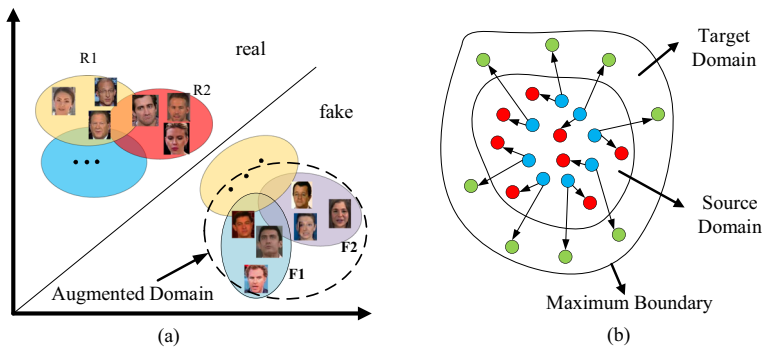 real
R1
R2
fake
• • •
• • •
F2
F1
Augmented Domain
(a)
Target
Domain
Source
Domain
Maximum Boundary
(b)